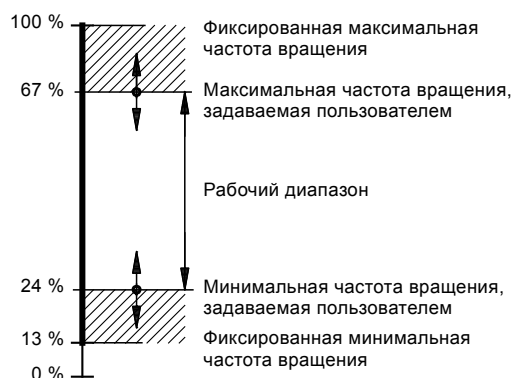 100 % Фиксированная максимальная
частота вращения
67 % Максимальная частота вращения,
задаваемая пользователем
Рабочий диапазон
24 % Минимальная частота вращения,
задаваемая пользователем
13 % Фиксированная минимальная
частота вращения
0 %